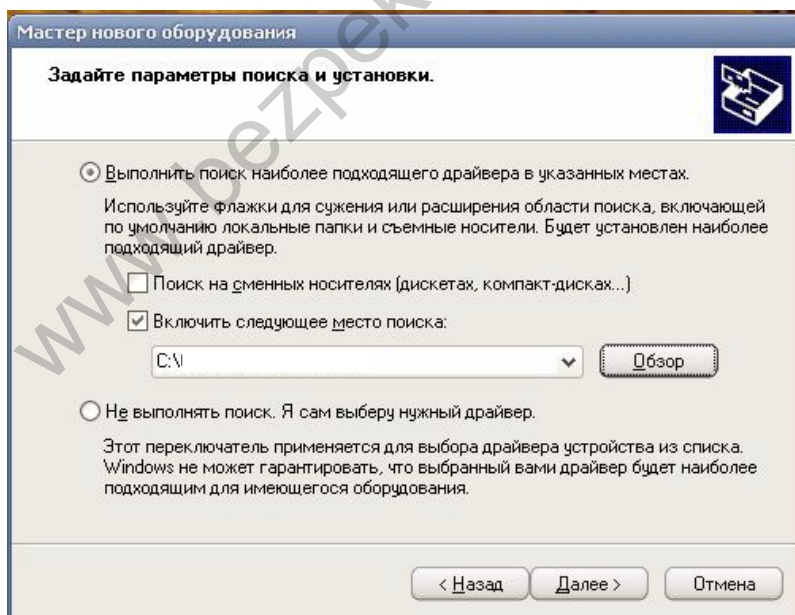 Мастер нового оборудования
Задайте параметры поиска и установки.
Выполнить поиск наиболее подходящего драйвера в указанных местах.
Используйте флажки для сужения или расширения области поиска, включающей
по умолчанию локальные папки и съемные носители. Будет установлен наиболее
подходящий драйвер.
Поиск на сменных носителях (дискетах, компакт-дисках...)
Включить следующее место поиска:
C:\
Обзор
Не выполнять поиск. Я сам выберу нужный драйвер.
Этот переключатель применяется для выбора драйвера устройства из списка.
Windows не может гарантировать, что выбранный вами драйвер будет наиболее
подходящим для имеющегося оборудования.
< Назад Далее > Отмена